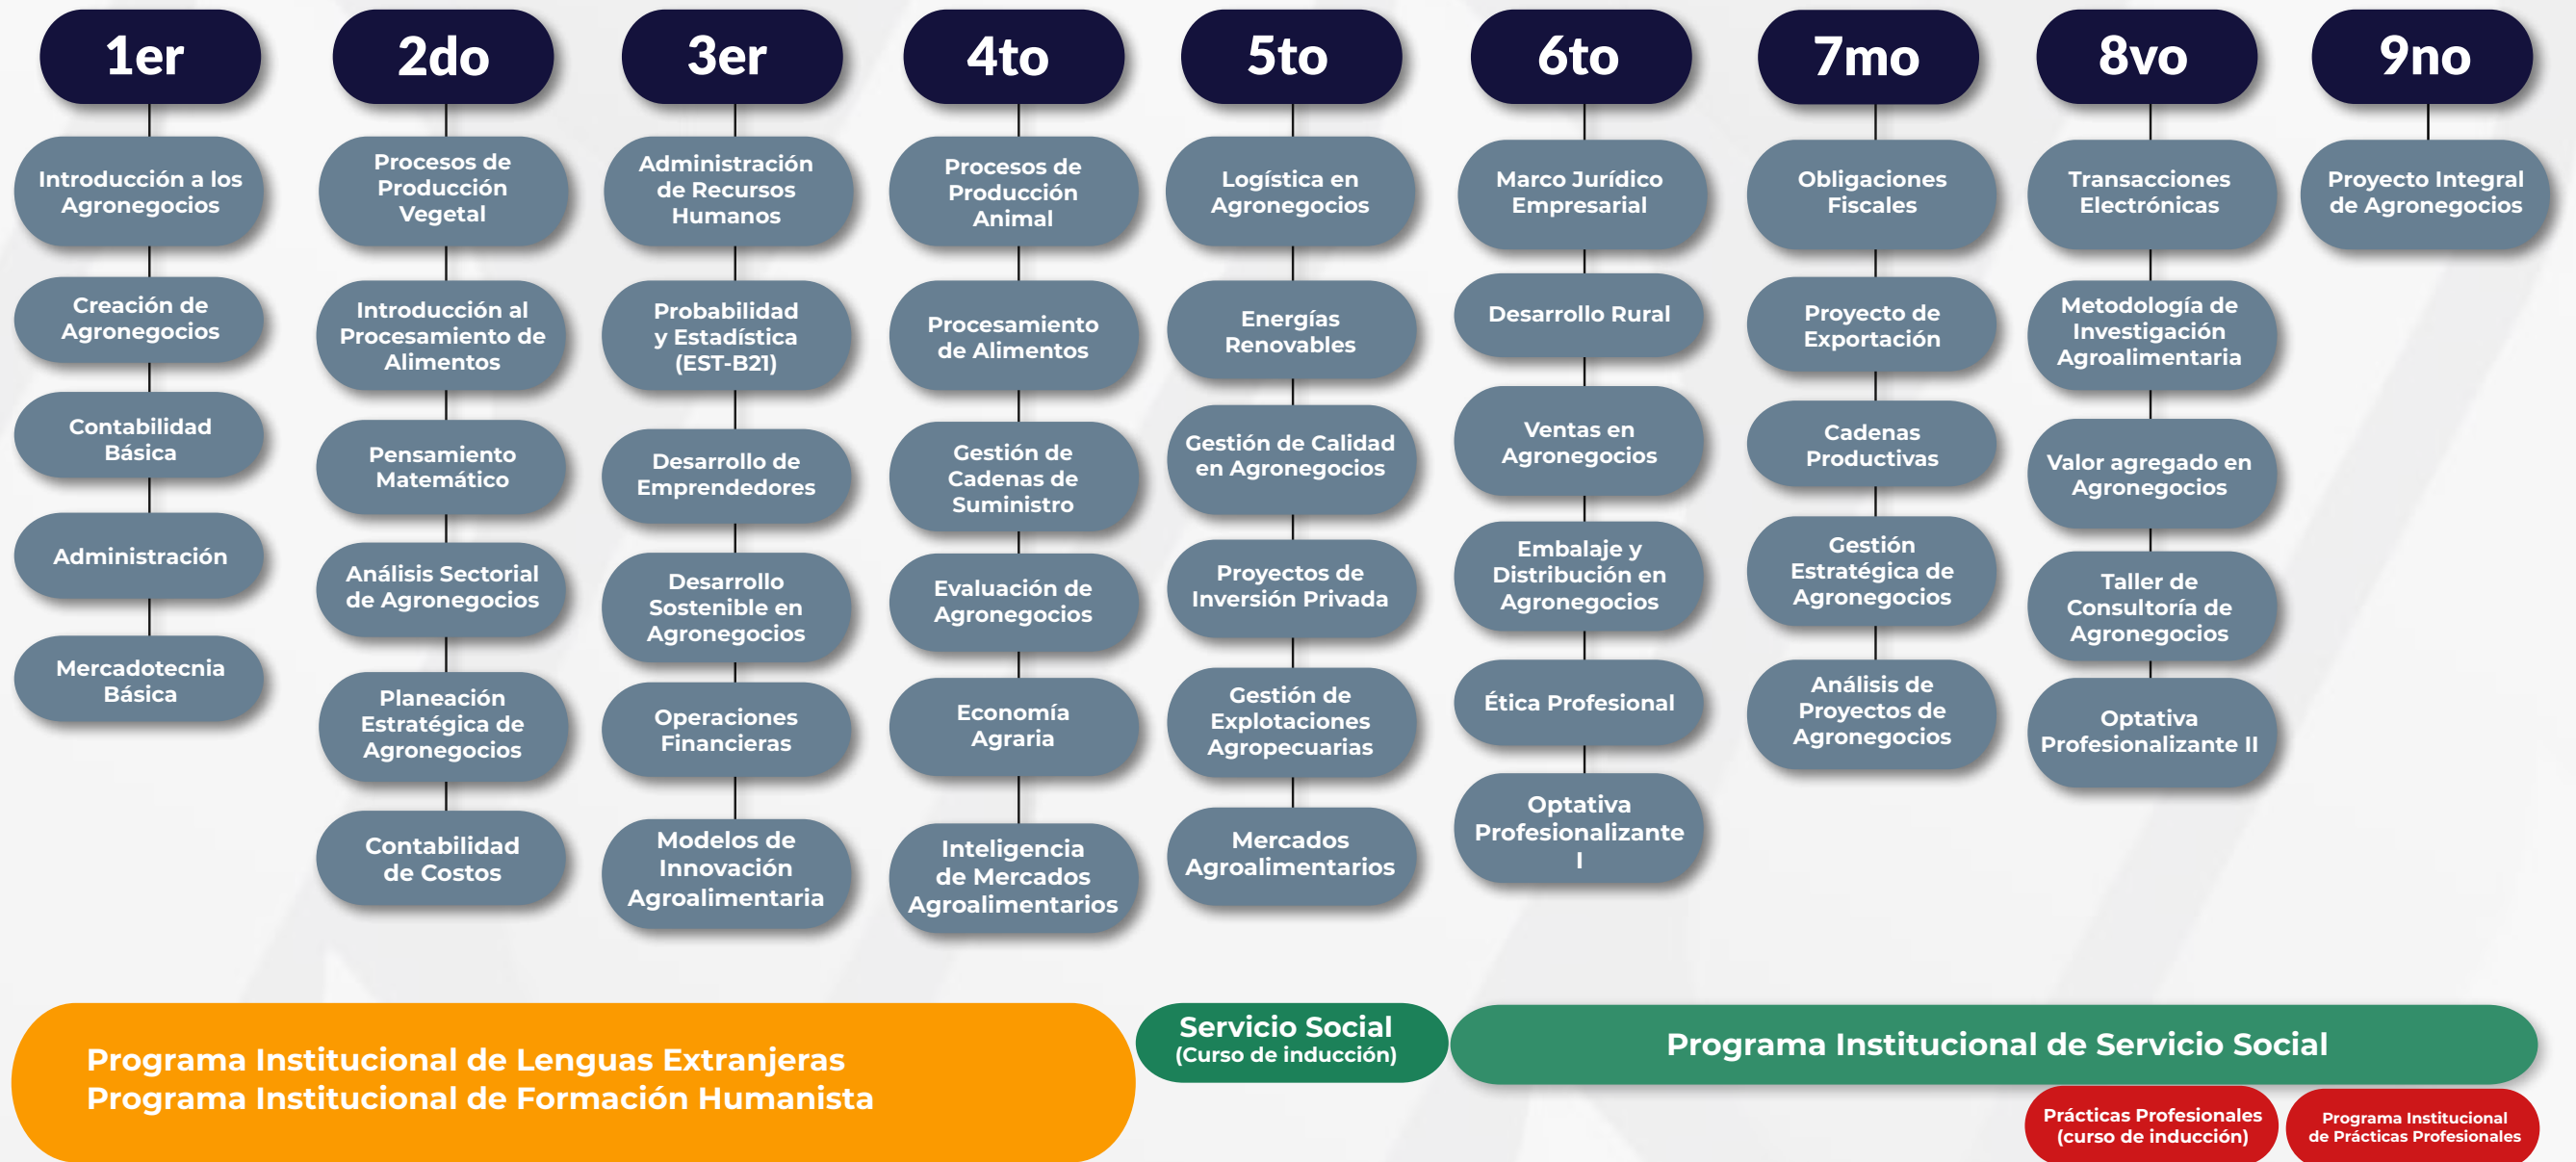 1er
Introducción a los
Agronegocios
Creación de
Agronegocios
Contabilidad
Básica
Administración
Mercadotecnia
Básica
2do
Procesos de
Producción
Vegetal
Introducción al
Procesamiento de
Alimentos
Pensamiento
Matemático
Análisis Sectorial
de Agronegocios
Planeación
Estratégica de
Agronegocios
Contabilidad
de Costos
3er
Administración
de Recursos
Humanos
Probabilidad
y Estadística
(EST-B21)
Desarrollo de
Emprendedores
Desarrollo
Sostenible en
Agronegocios
Operaciones
Financieras
Modelos de
Innovación
Agroalimentaria
4to
Procesos de
Producción
Animal
Procesamiento
de Alimentos
Gestión de
Cadenas de
Suministro
Evaluación de
Agronegocios
Economía
Agraria
Inteligencia
de Mercados
Agroalimentarios
5to
Logística en
Agronegocios
Energías
Renovables
Gestión de Calidad
en Agronegocios
Proyectos de
Inversión Privada
Gestión de
Explotaciones
Agropecuarias
Mercados
Agroalimentarios
6to
Marco Jurídico
Empresarial
Desarrollo Rural
Ventas en
Agronegocios
Embalaje y
Distribución en
Agronegocios
Ética Profesional
Optativa
Profesionalizante
I
7mo
Obligaciones
Fiscales
Proyecto de
Exportación
Cadenas
Productivas
Gestión
Estratégica de
Agronegocios
Análisis de
Proyectos de
Agronegocios
8vo
Transacciones
Electrónicas
Metodología de
Investigación
Agroalimentaria
Valor agregado en
Agronegocios
Taller de
Consultoría de
Agronegocios
Optativa
Profesionalizante II
9no
Proyecto Integral
de Agronegocios
Programa Institucional de Lenguas Extranjeras
Programa Institucional de Formación Humanista
Servicio Social
(Curso de inducción)
Programa Institucional de Servicio Social
Prácticas Profesionales
(curso de inducción)
Programa Institucional
de Prácticas Profesionales